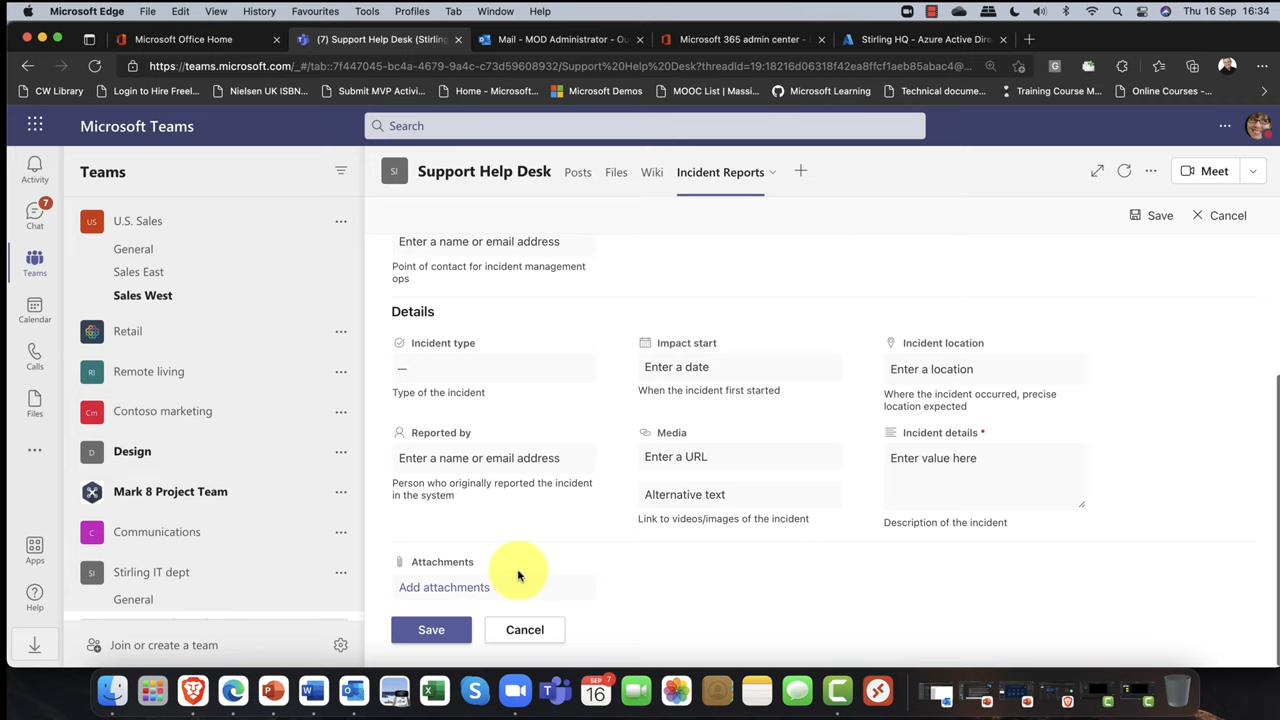 Microsoft Edge File Edit View History Favourites Tools Profiles Tab Window Help Thu 16 Sep 16:34
Microsoft Office Home (7) Support Help Desk (Stirlin Mail - MOD Administrator - Ou Microsoft 365 admin center - Stirling HQ - Azure Active Dire
https://teams.microsoft.com/_#/tab::7f447045-bc4a-4679-9a4c-c73d59608932/Support%20Help%20Desk?threadId=19:18216d06318f42ea8ffcf1aeb85abac4@...
CW Library Login to Hire Freel... Nielsen UK ISBN... Submit MVP Activi... Home - Microsoft... Microsoft Demos MOOC List | Massi... Microsoft Learning Technical docume... Training Course M... Online Courses -...
Microsoft Teams
Search
Activity
7
Chat
Teams
Calendar
Calls
Files
Apps
Help
Teams
US
U.S. Sales
General
Sales East
Sales West
Retail
RI
Remote living
Cm
Contoso marketing
D
Design
Mark 8 Project Team
C
Communications
SI
Stirling IT dept
General
Join or create a team
SI
Support Help Desk Posts Files Wiki Incident Reports Meet
Save Cancel
Enter a name or email address
Point of contact for incident management
ops
Details
Incident type
—
Type of the incident
Impact start
Enter a date
When the incident first started
Incident location
Enter a location
Where the incident occurred, precise
location expected
Reported by
Enter a name or email address
Person who originally reported the incident
in the system
Media
Enter a URL
Alternative text
Link to videos/images of the incident
Incident details *
Enter value here
Description of the incident
Attachments
Add attachments
Save Cancel
SEP
16
7